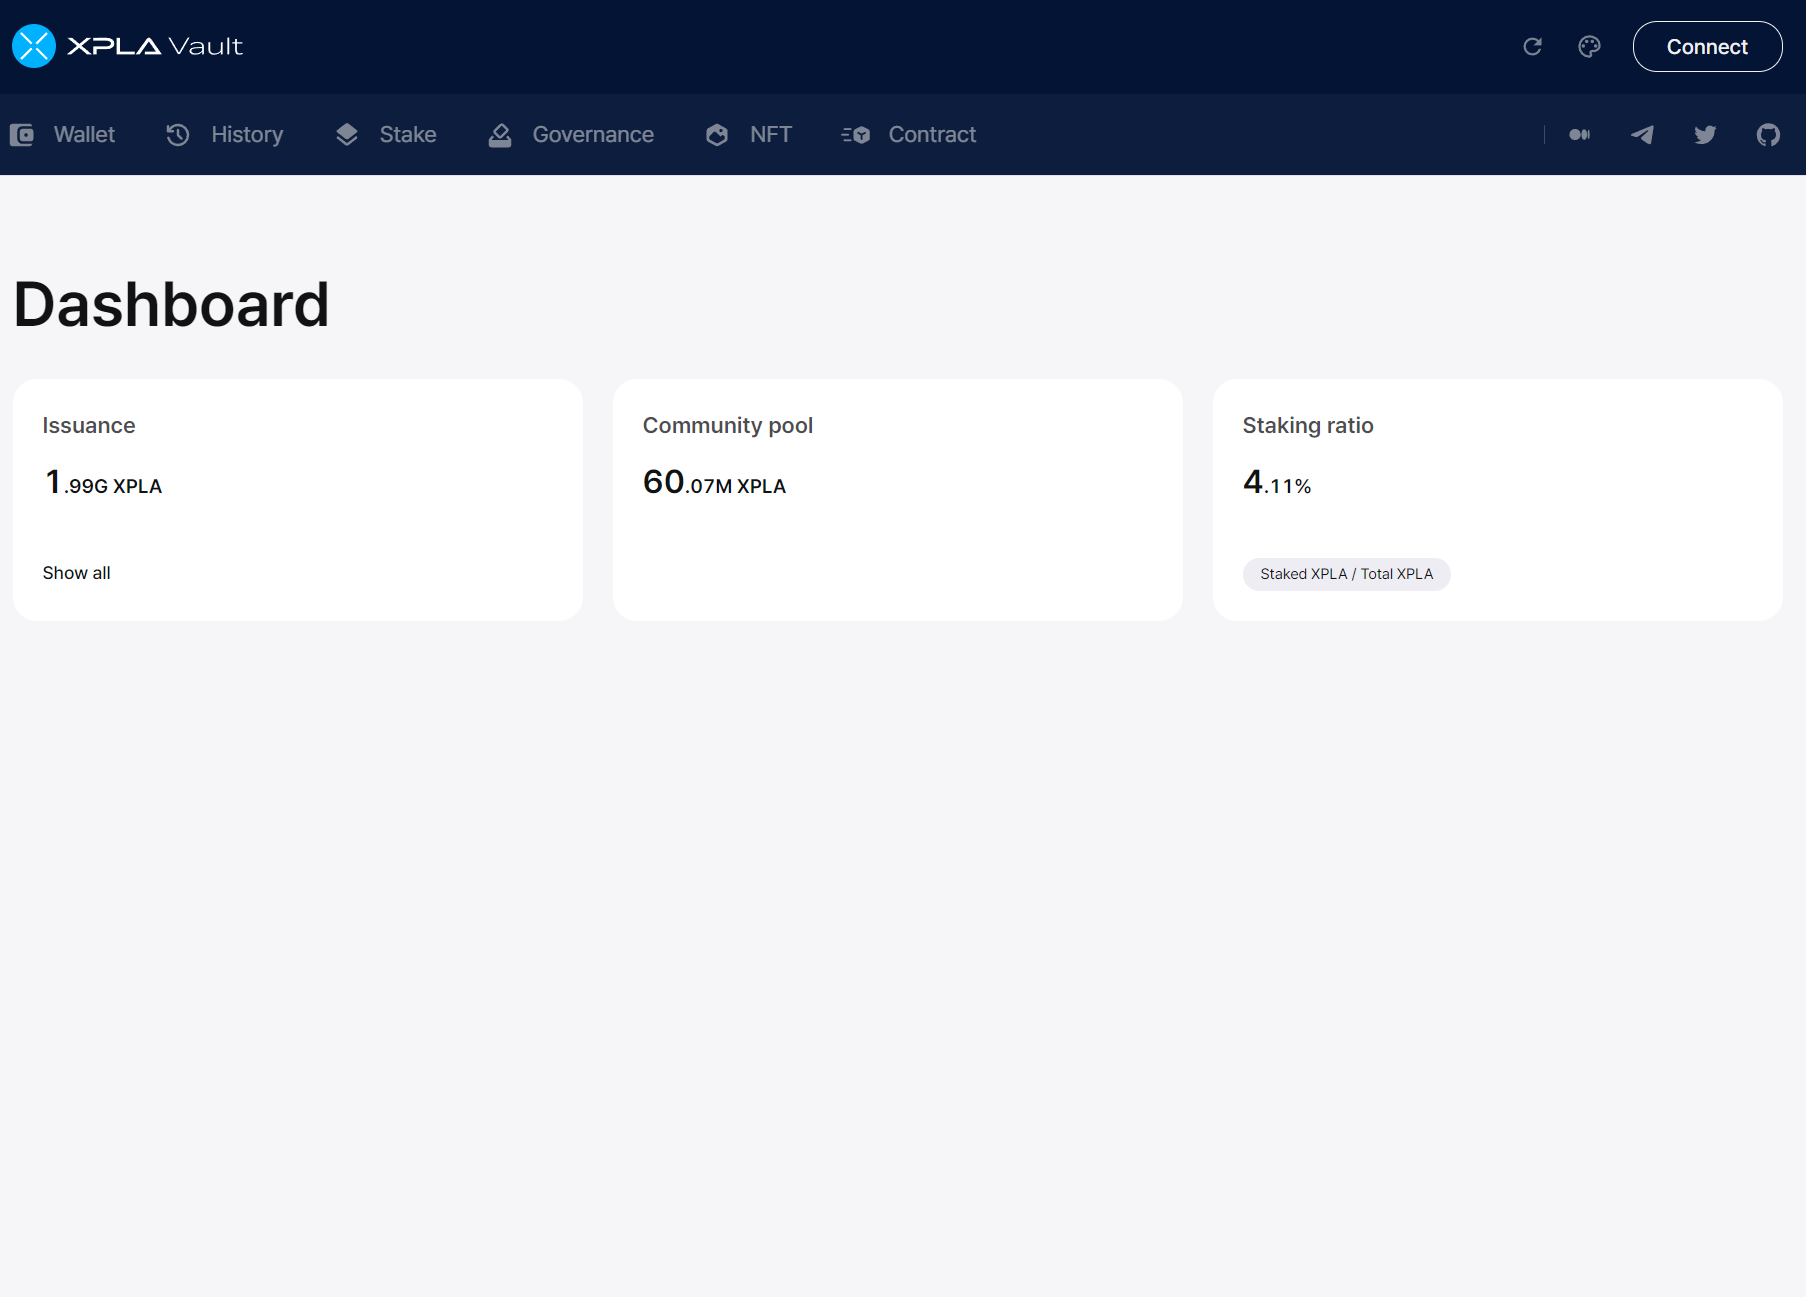 XPLA Vault
Connect
Wallet
History
Stake
Governance
NFT
Contract
Dashboard
Issuance
1.99G XPLA
Show all
Community pool
60.07M XPLA
Staking ratio
4.11%
Staked XPLA / Total XPLA